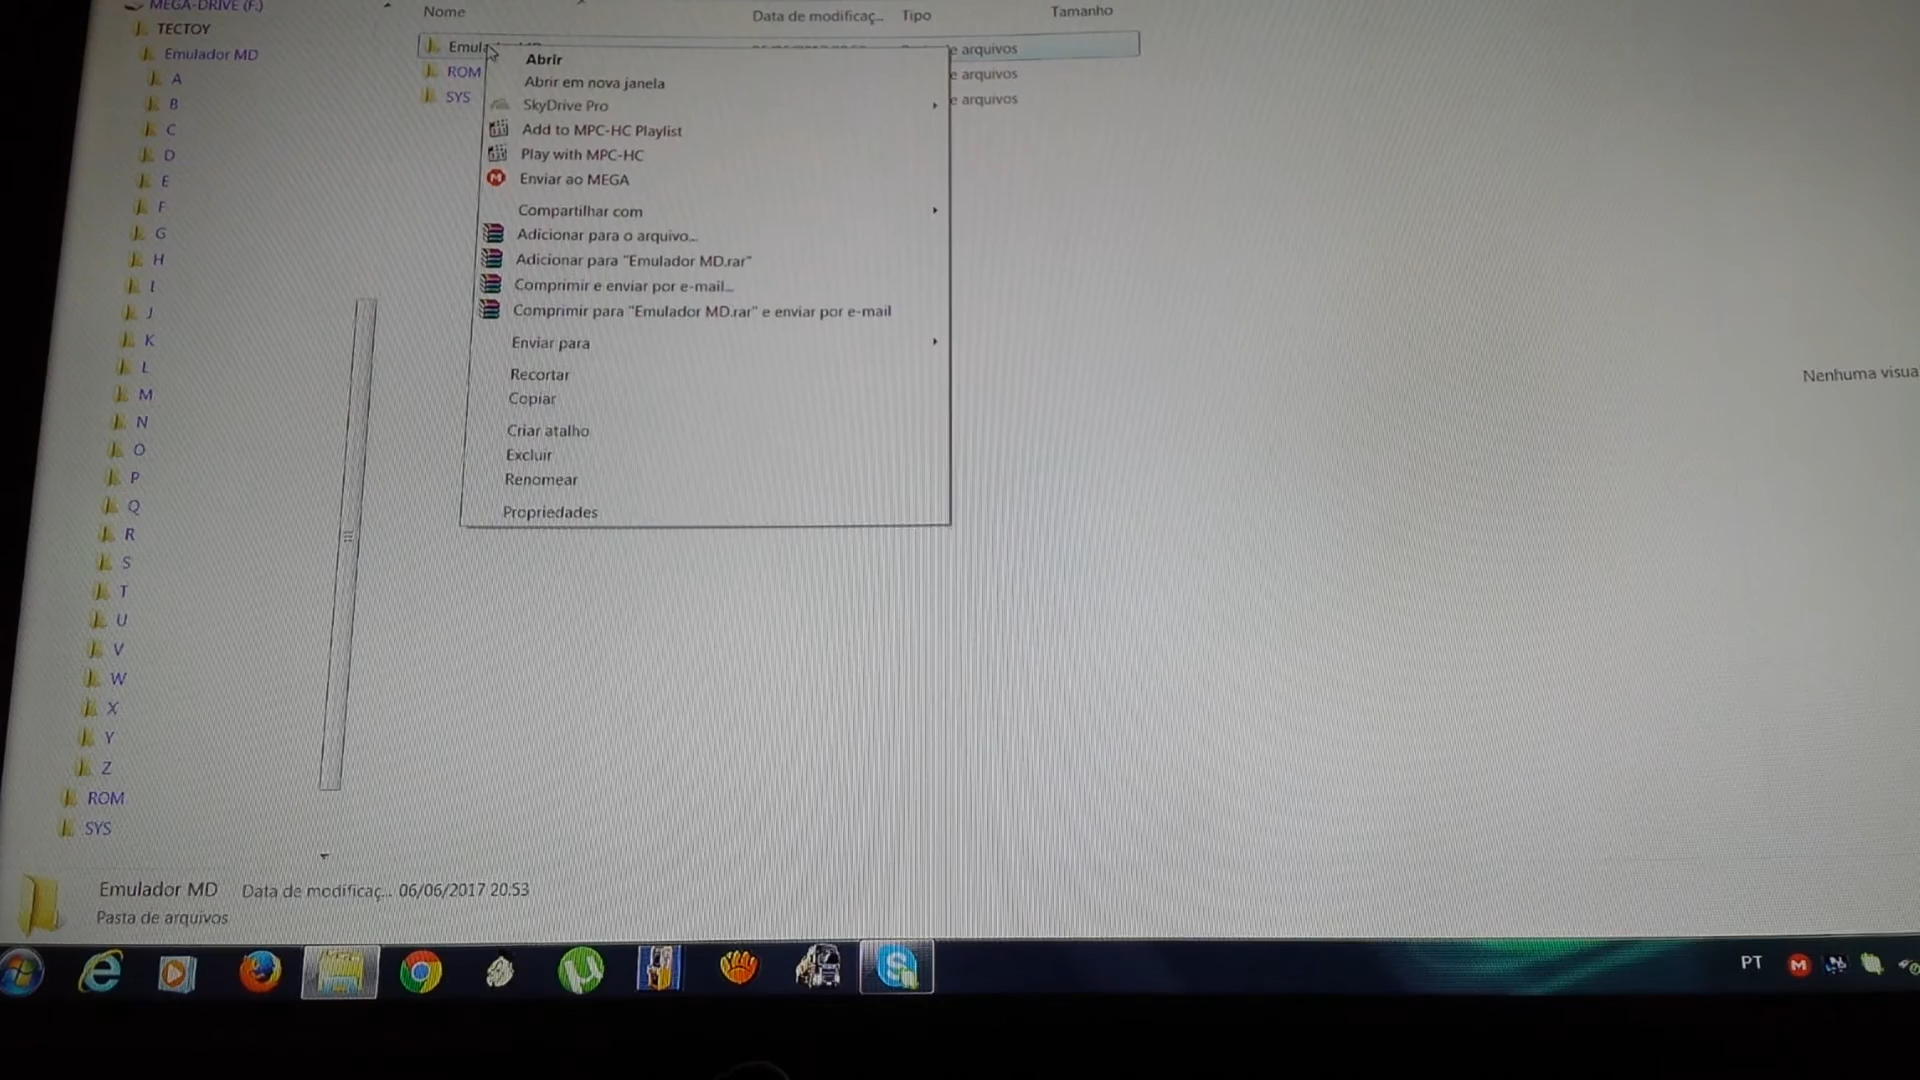 MEGA-DRIVE (F:)
TECTOY
Emulador MD
A
B
C
D
E
F
G
H
I
J
K
L
M
N
O
P
Q
R
S
T
U
V
W
X
Y
Z
ROM
SYS
Nome
Data de modificaç...
Tipo
Tamanho
e arquivos
ROM
e arquivos
SYS
e arquivos
Abrir
Abrir em nova janela
SkyDrive Pro
Add to MPC-HC Playlist
Play with MPC-HC
Enviar ao MEGA
Compartilhar com
Adicionar para o arquivo...
Adicionar para "Emulador MD.rar"
Comprimir e enviar por e-mail...
Comprimir para "Emulador MD.rar" e enviar por e-mail
Enviar para
Recortar
Copiar
Criar atalho
Excluir
Renomear
Propriedades
Nenhuma
Emulador MD Data de modificaç... 06/06/2017 20:53
Pasta de arquivos
PT